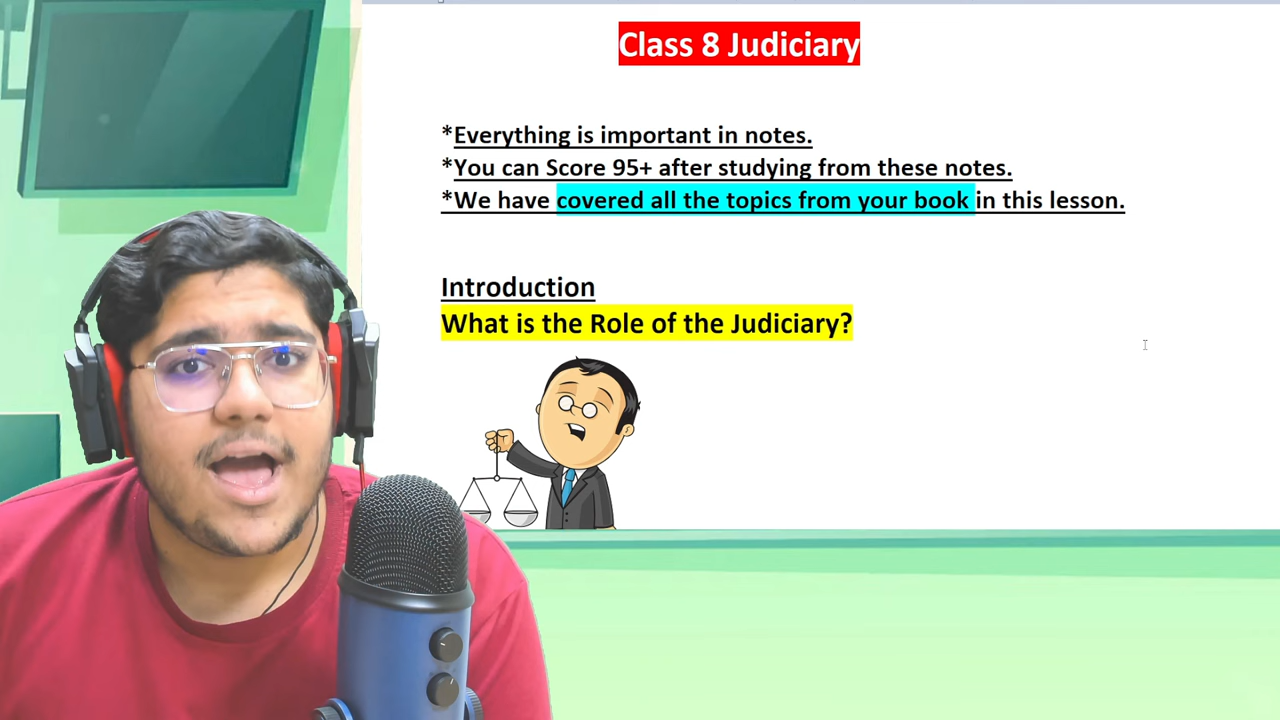 Class 8 Judiciary
*Everything is important in notes.
*You can Score 95+ after studying from these notes.
*We have covered all the topics from your book in this lesson.
Introduction
What is the Role of the Judiciary?